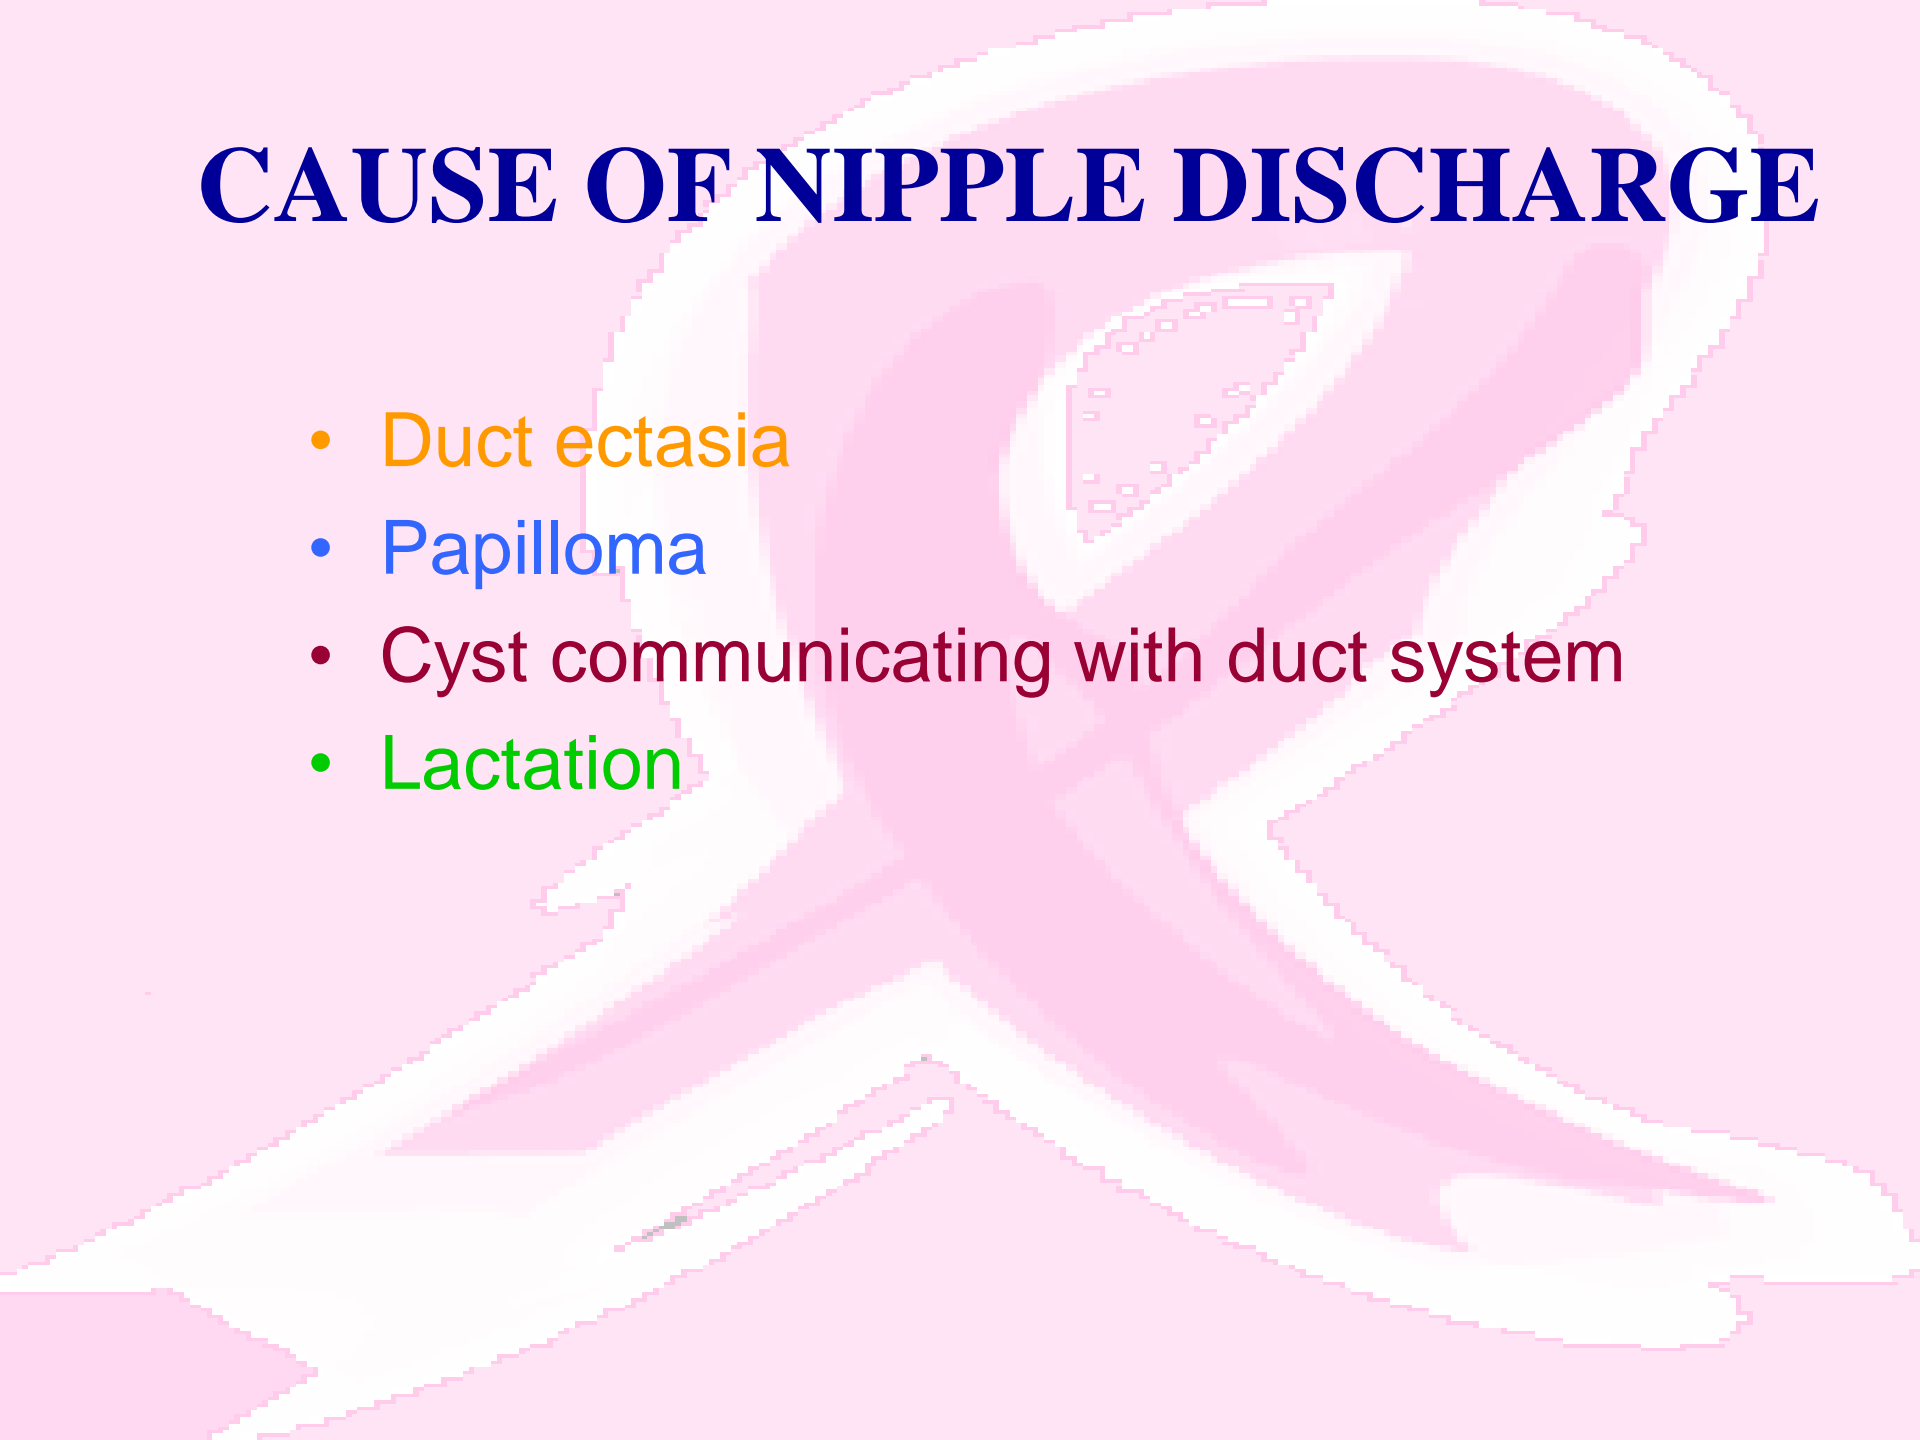 CAUSE OF NIPPLE DISCHARGE
• Duct ectasia
• Papilloma
• Cyst communicating with duct system
• Lactation